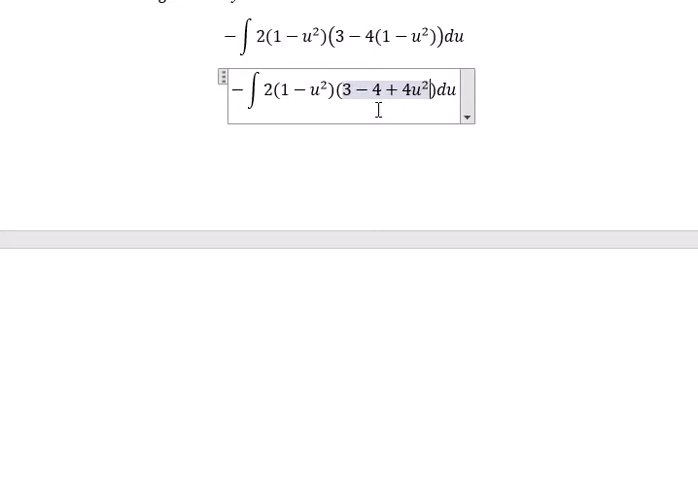 − ∫ 2(1 − u²)(3 − 4(1 − u²))du
− ∫ 2(1 − u²)(3 − 4 + 4u²)du